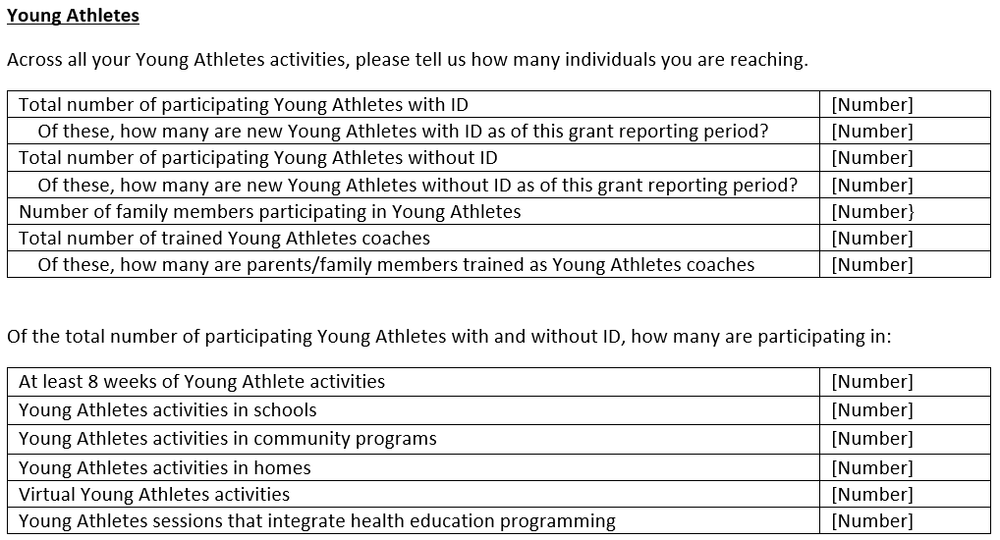 Young Athletes
Across all your Young Athletes activities, please tell us how many individuals you are reaching.
Total number of participating Young Athletes with ID [Number]
Of these, how many are new Young Athletes with ID as of this grant reporting period? [Number]
Total number of participating Young Athletes without ID [Number]
Of these, how many are new Young Athletes without ID as of this grant reporting period? [Number]
Number of family members participating in Young Athletes [Number}
Total number of trained Young Athletes coaches [Number]
Of these, how many are parents/family members trained as Young Athletes coaches [Number]
Of the total number of participating Young Athletes with and without ID, how many are participating in:
At least 8 weeks of Young Athlete activities [Number]
Young Athletes activities in schools [Number]
Young Athletes activities in community programs [Number]
Young Athletes activities in homes [Number]
Virtual Young Athletes activities [Number]
Young Athletes sessions that integrate health education programming [Number]